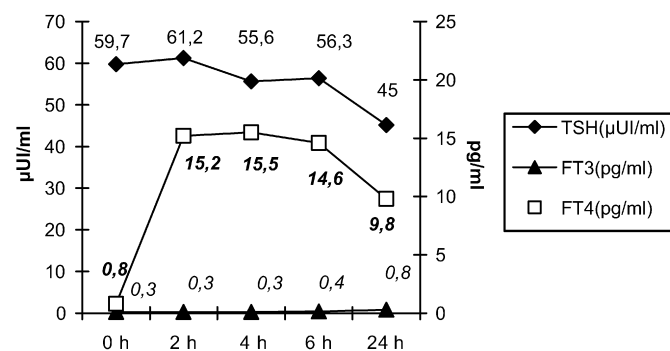 70
60
50
40
30
20
10
0
µUI/ml
59,7
61,2
55,6
56,3
45
0,8
15,2
15,5
14,6
9,8
0,3
0,3
0,3
0,4
0,8
25
20
15
10
5
0
pg/ml
0 h
2 h
4 h
6 h
24 h
TSH(µUI/ml)
FT3(pg/ml)
FT4(pg/ml)